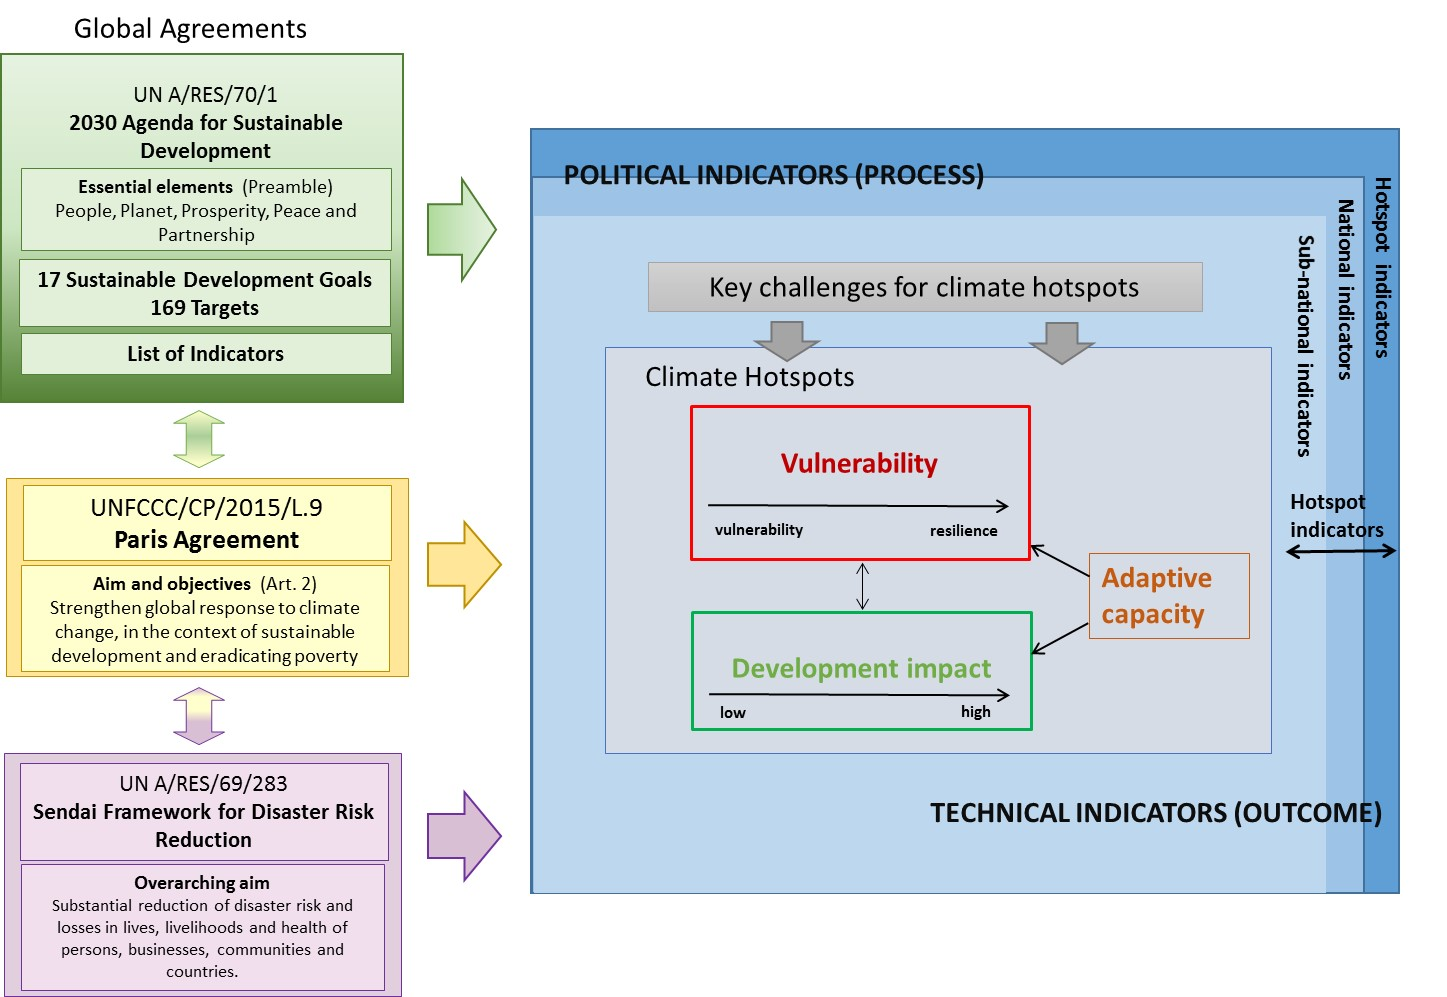 Global Agreements
UN A/RES/70/1
2030 Agenda for Sustainable
Development
Essential elements (Preamble)
People, Planet, Prosperity, Peace and
Partnership
17 Sustainable Development Goals
169 Targets
List of Indicators
UNFCCC/CP/2015/L.9
Paris Agreement
Aim and objectives (Art. 2)
Strengthen global response to climate
change, in the context of sustainable
development and eradicating poverty
UN A/RES/69/283
Sendai Framework for Disaster Risk
Reduction
Overarching aim
Substantial reduction of disaster risk and
losses in lives, livelihoods and health of
persons, businesses, communities and
countries.
POLITICAL INDICATORS (PROCESS)
Key challenges for climate hotspots
Climate Hotspots
Vulnerability
vulnerability resilience
Adaptive
capacity
Development impact
low high
Sub-national indicators
National indicators
Hotspot indicators
Hotspot
indicators
TECHNICAL INDICATORS (OUTCOME)